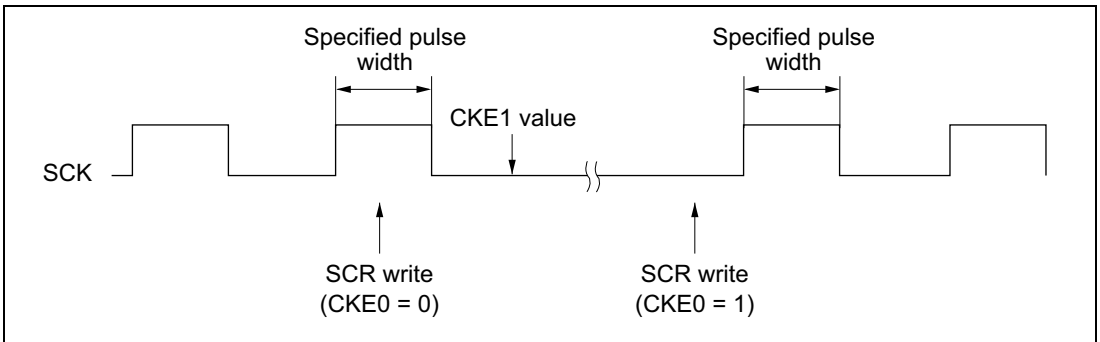 Specified pulse
width
Specified pulse
width
CKE1 value
SCK
SCR write
(CKE0 = 0)
SCR write
(CKE0 = 1)